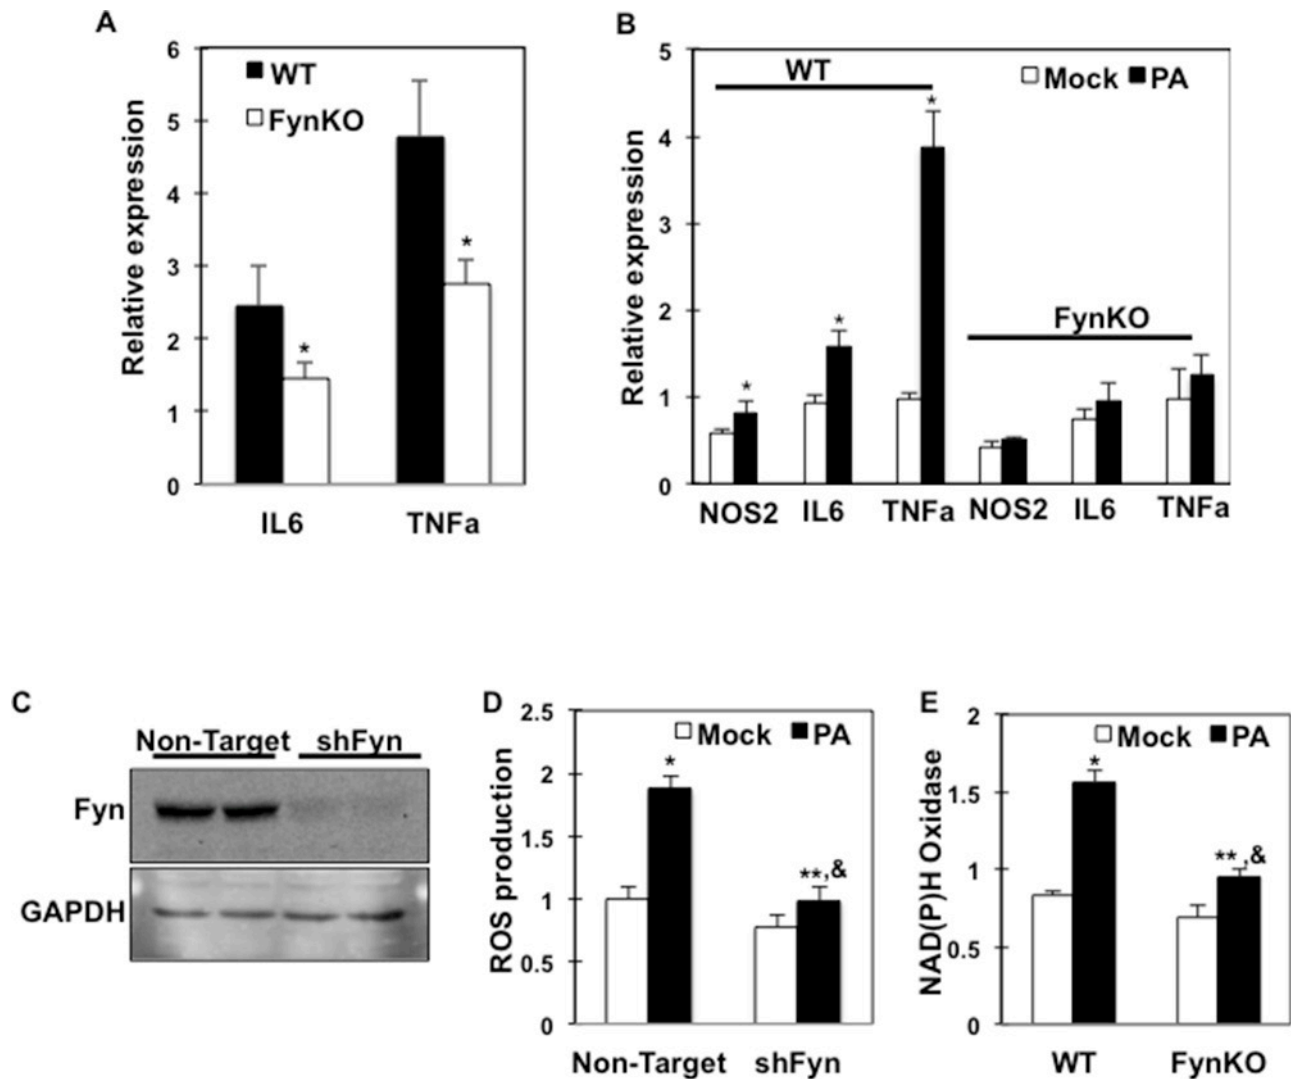 A
Relative expression
6
5
4
3
2
1
0
WT
FynKO
*
*
IL6
TNFa
B
Relative expression
5
4
3
2
1
0
WT
Mock
PA
*
*
*
FynKO
NOS2
IL6
TNFa
NOS2
IL6
TNFa
C
Non-Target
shFyn
Fyn
GAPDH
D
ROS production
2.5
2
1.5
1
0.5
0
Mock
PA
*
**,&
Non-Target
shFyn
E
NAD(P)H Oxidase
2
1.5
1
0.5
0
Mock
PA
*
**,&
WT
FynKO